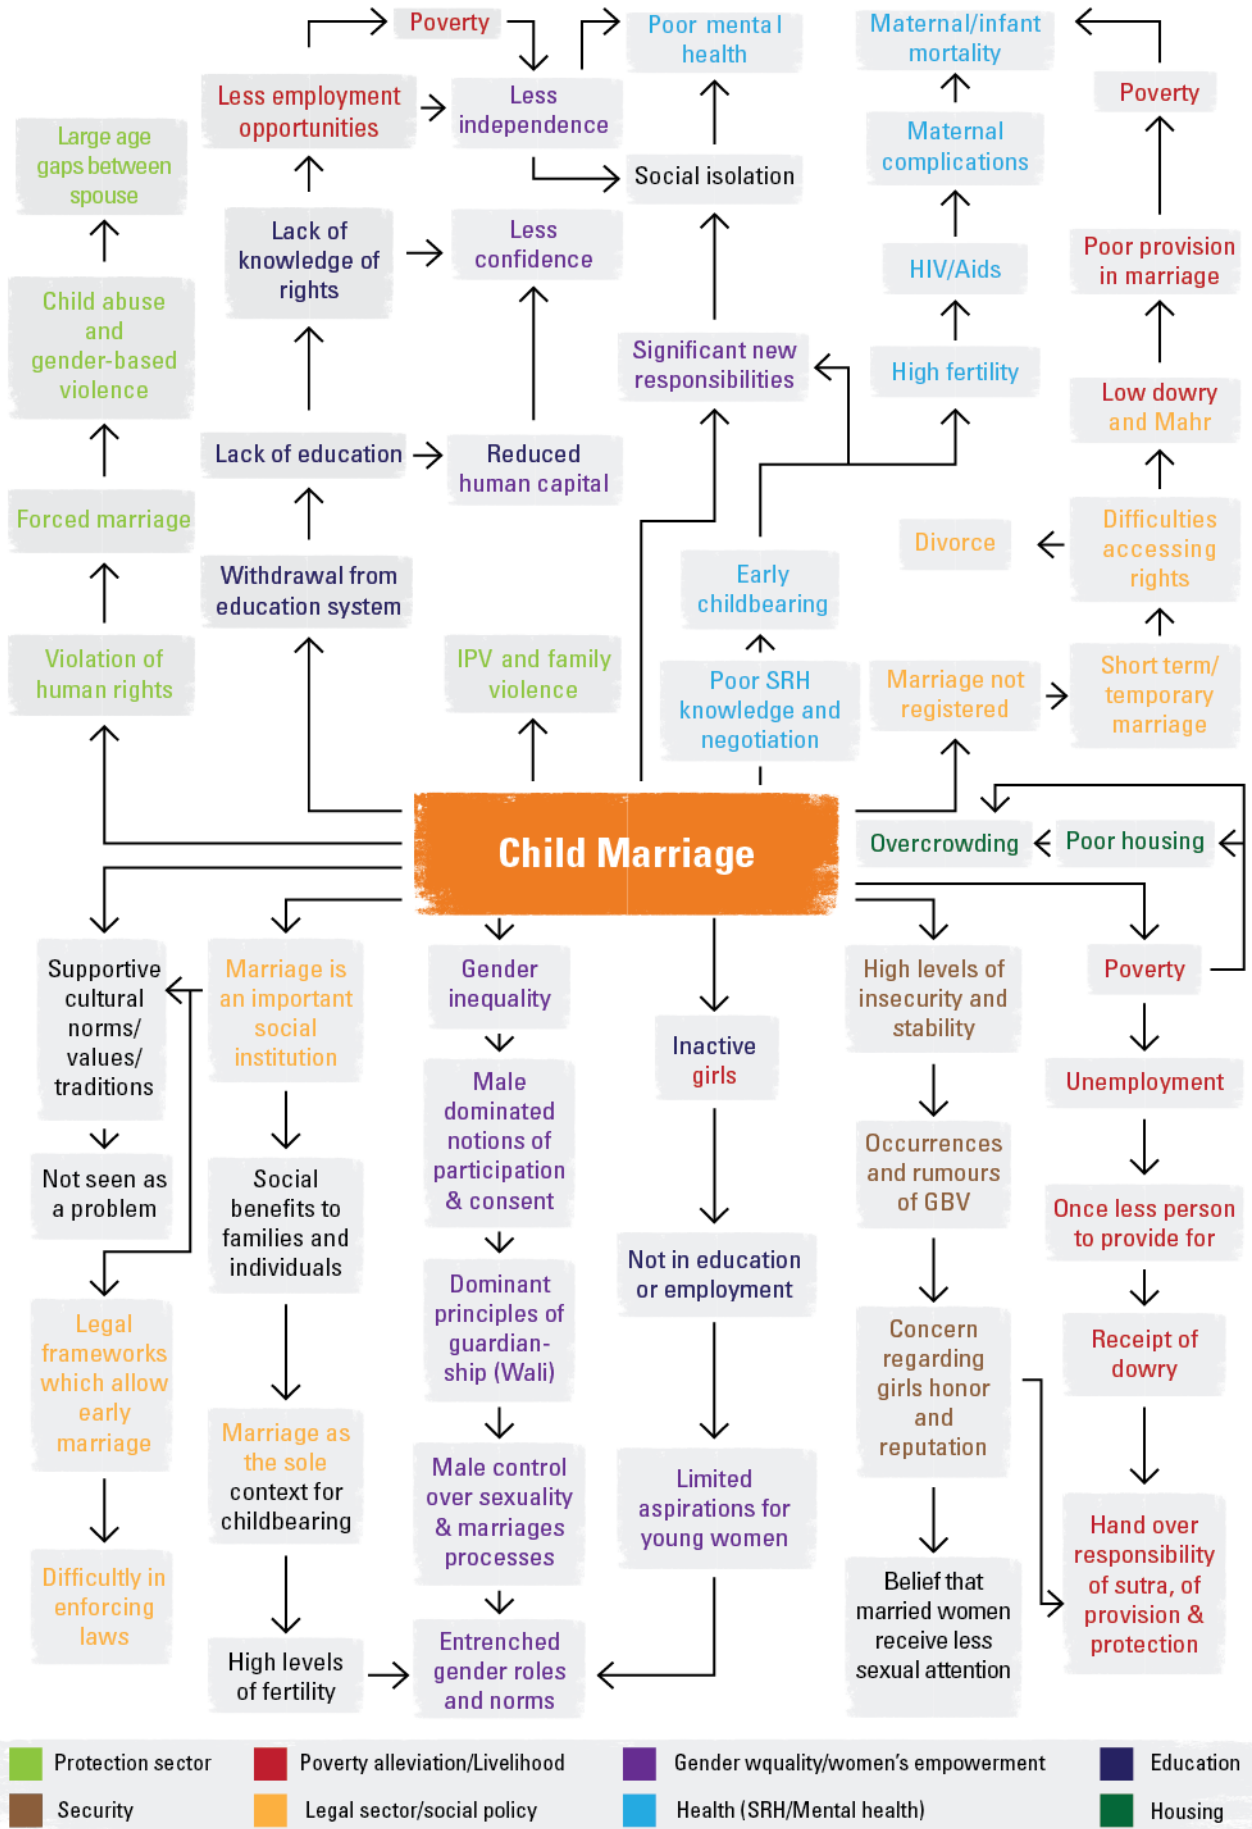 Poverty
Poor mental
health
Maternal/infant
mortality
Less employment
opportunities
Less
independence
Poverty
Large age
gaps between
spouse
Maternal
complications
Social isolation
Lack of
knowledge of
rights
Less
confidence
HIV/Aids
Poor provision
in marriage
Child abuse
and
gender-based
violence
Significant new
responsibilities
High fertility
Low dowry
and Mahr
Lack of education
Reduced
human capital
Forced marriage
Divorce
Difficulties
accessing
rights
Withdrawal from
education system
Early
childbearing
Violation of
human rights
IPV and family
violence
Poor SRH
knowledge and
negotiation
Marriage not
registered
Short term/
temporary
marriage
Child Marriage
Overcrowding
Poor housing
Supportive
cultural
norms/
values/
traditions
Marriage is
an important
social
institution
Gender
inequality
Inactive
girls
High levels of
insecurity and
stability
Poverty
Male
dominated
notions of
participation
& consent
Unemployment
Not seen as
a problem
Social
benefits to
families and
individuals
Occurrences
and rumours
of GBV
Once less person
to provide for
Not in education
or employment
Dominant
principles of
guardian-
ship (Wali)
Legal
frameworks
which allow
early
marriage
Concern
regarding
girls honor
and
reputation
Receipt of
dowry
Marriage as
the sole
context for
childbearing
Male control
over sexuality
& marriages
processes
Limited
aspirations for
young women
Hand over
responsibility
of sutra, of
provision &
protection
Difficultly in
enforcing
laws
Belief that
married women
receive less
sexual attention
High levels
of fertility
Entrenched
gender roles
and norms
Protection sector
Poverty alleviation/Livelihood
Gender wquality/women's empowerment
Education
Security
Legal sector/social policy
Health (SRH/Mental health)
Housing